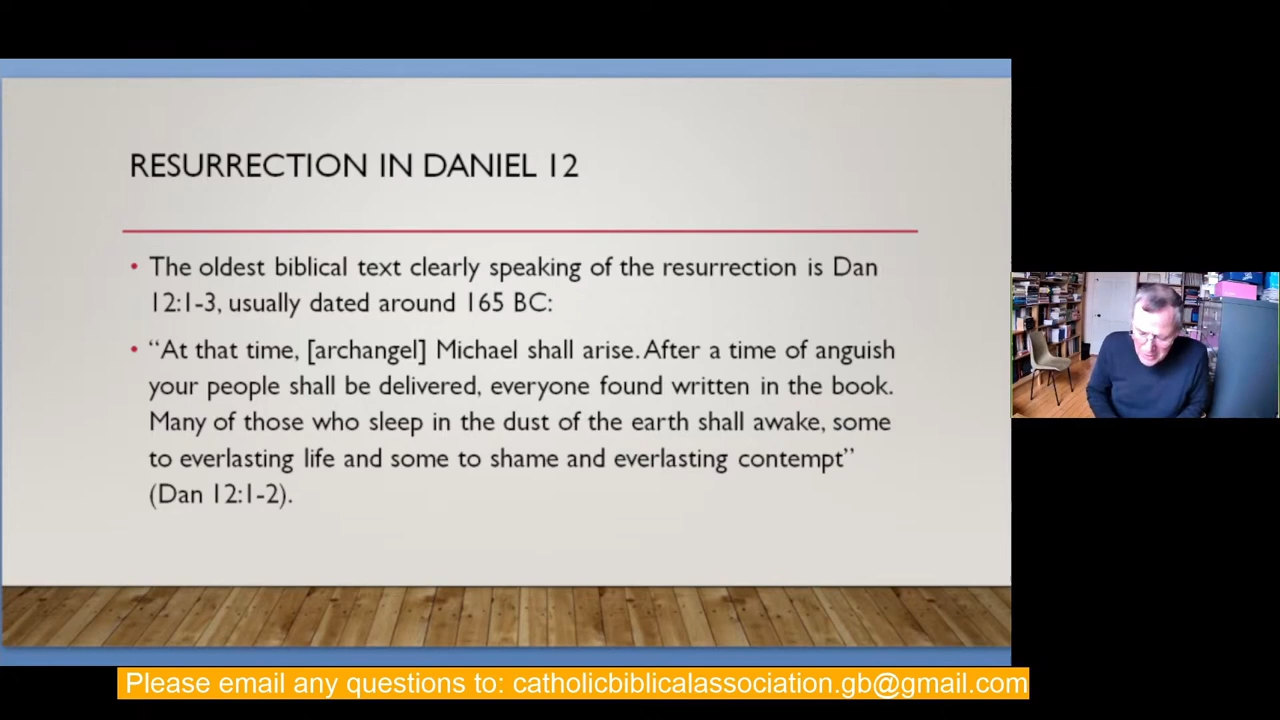 RESURRECTION IN DANIEL 12
• The oldest biblical text clearly speaking of the resurrection is Dan
12:1-3, usually dated around 165 BC:
• “At that time, [archangel] Michael shall arise. After a time of anguish
your people shall be delivered, everyone found written in the book.
Many of those who sleep in the dust of the earth shall awake, some
to everlasting life and some to shame and everlasting contempt”
(Dan 12:1-2).
Please email any questions to: catholicbiblicalassociation.gb@gmail.com